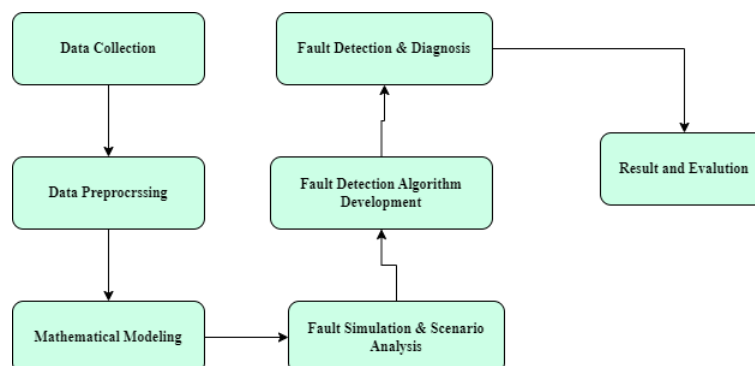 Data Collection
Data Preprocrssing
Mathematical Modeling
Fault Simulation & Scenario
Analysis
Fault Detection Algorithm
Development
Fault Detection & Diagnosis
Result and Evalution